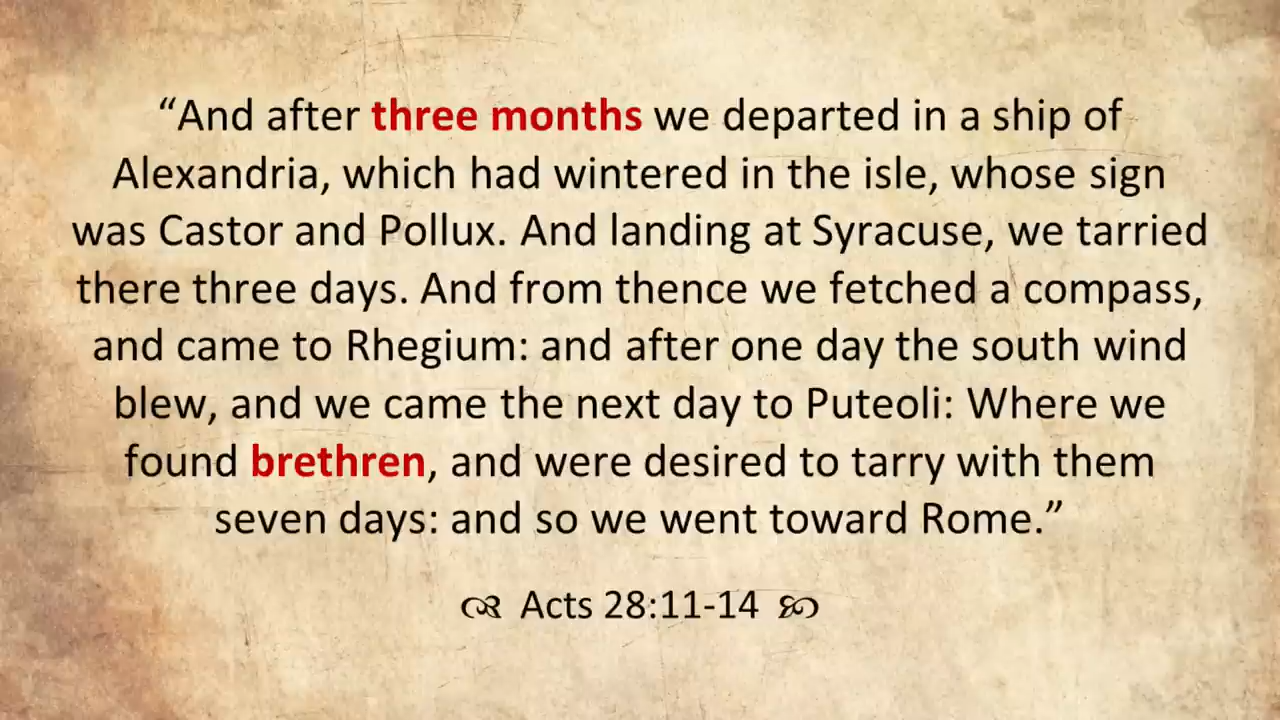 “And after three months we departed in a ship of
Alexandria, which had wintered in the isle, whose sign
was Castor and Pollux. And landing at Syracuse, we tarried
there three days. And from thence we fetched a compass,
and came to Rhegium: and after one day the south wind
blew, and we came the next day to Puteoli: Where we
found brethren, and were desired to tarry with them
seven days: and so we went toward Rome.”
Acts 28:11-14